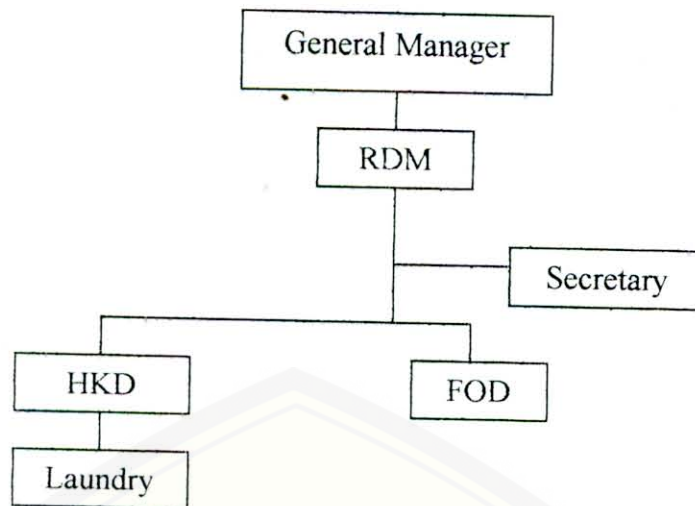 General Manager
RDM
Secretary
HKD
FOD
Laundry